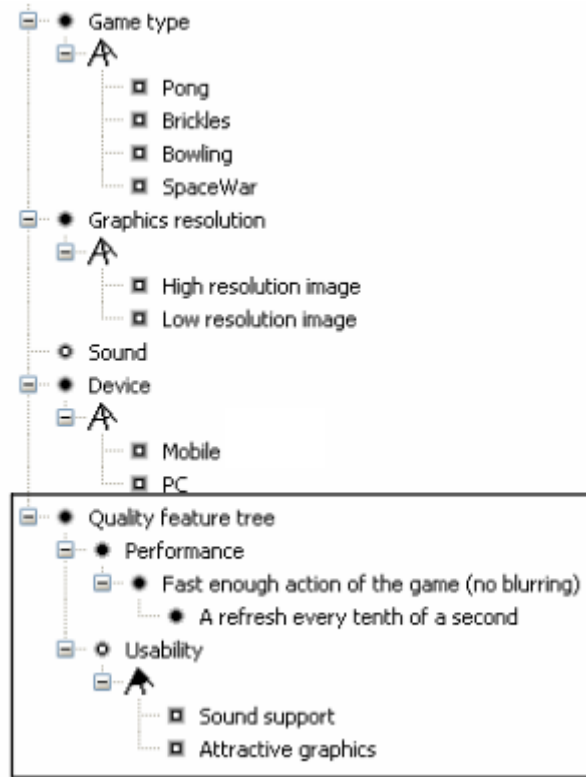 Game type
Pong
Brickles
Bowling
SpaceWar
Graphics resolution
High resolution image
Low resolution image
Sound
Device
Mobile
PC
Quality feature tree
Performance
Fast enough action of the game (no blurring)
A refresh every tenth of a second
Usability
Sound support
Attractive graphics